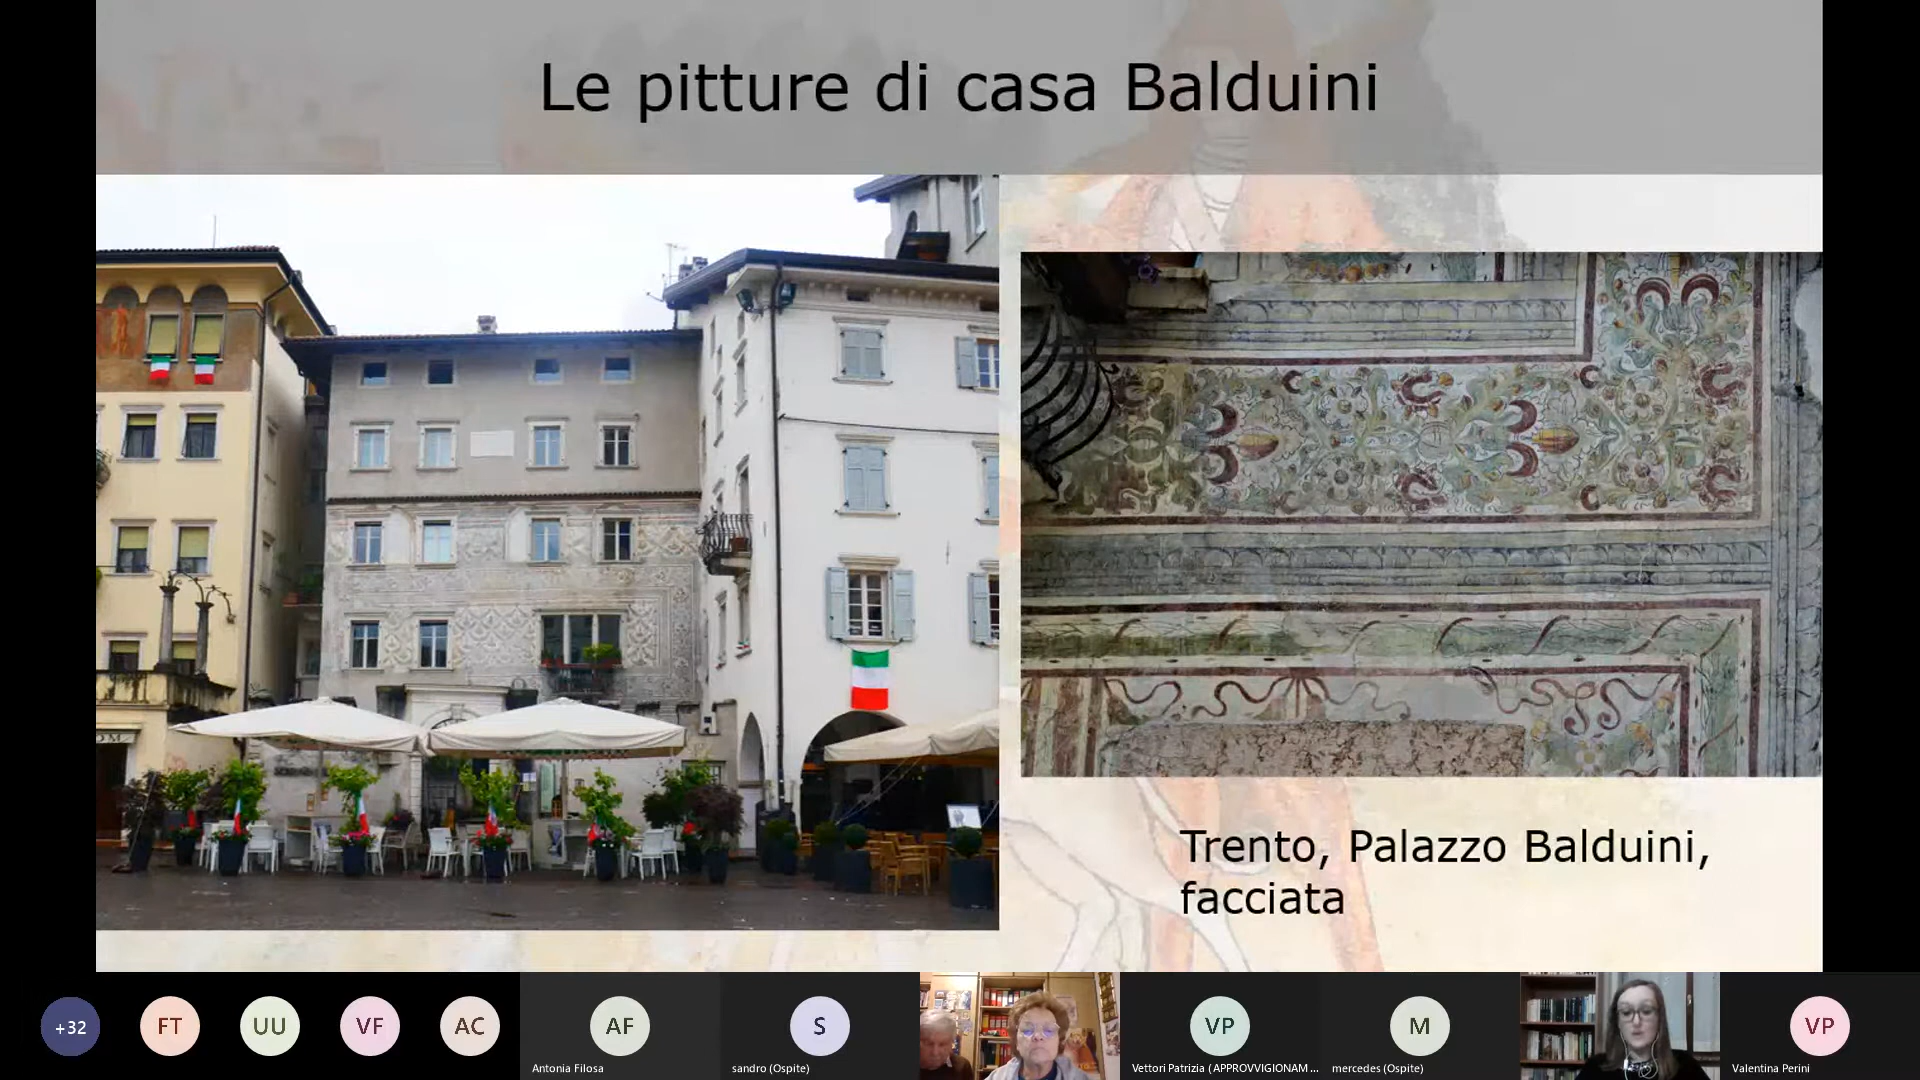 Le pitture di casa Balduini
Trento, Palazzo Balduini,
facciata
+32
FT
UU
VF
AC
AF
Antonia Filosa
S
sandro (Ospite)
VP
Vettori Patrizia ( APPROVVIGIONAM ...
M
mercedes (Ospite)
VP
Valentina Perini